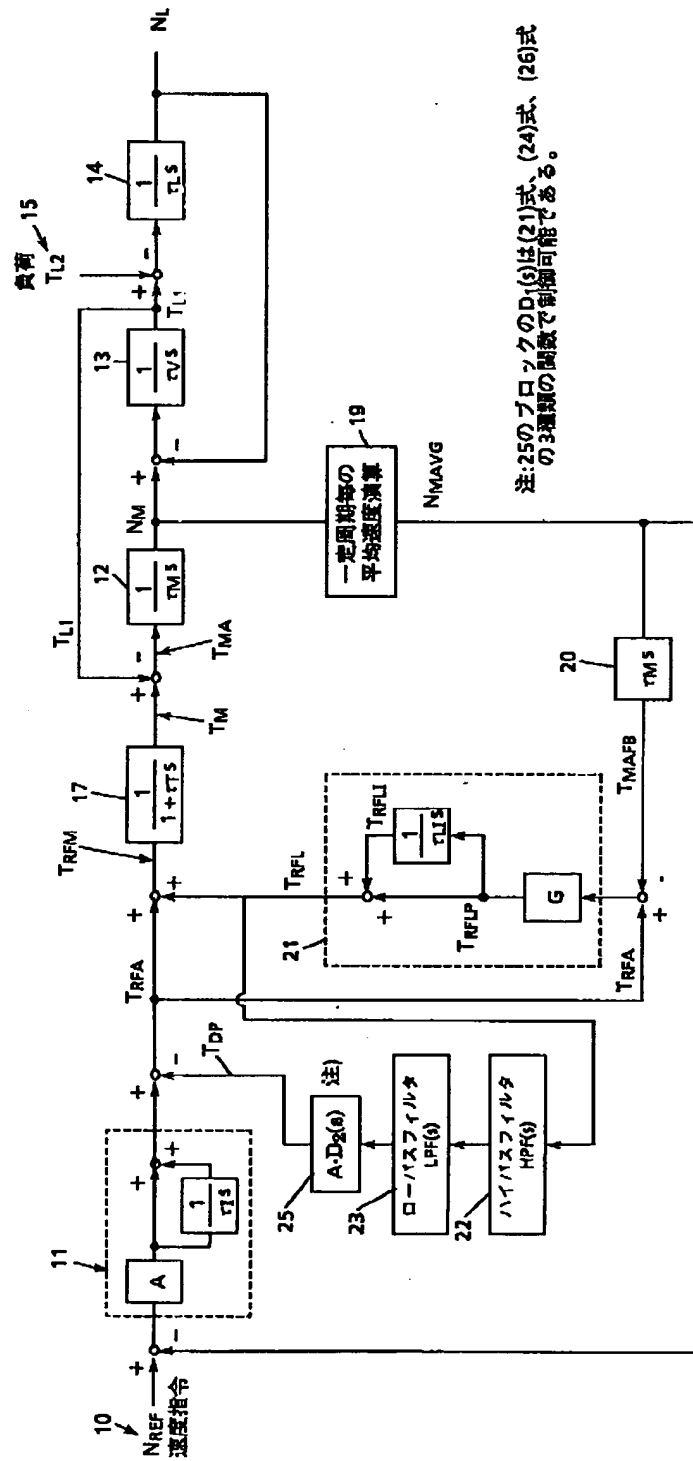 10
NREF
速度指令
+
-
11
A
1
τIS
+
+
+
-
TDP
TRFA
+
+
TRFM
17
1
1+τTS
TM
+
-
TL1
TMA
12
1
τMS
NM
+
-
13
1
τVS
TL1
負荷
TL2
15
+
-
14
1
τLS
NL
25
A·D2(s)
注)
23
ローパスフィルタ
LPF(s)
22
ハイパスフィルタ
HPF(s)
21
TRFL
+
+
TRFLI
1
τLIS
TRFLP
G
TRFA
+
-
TMAFB
20
τMS
19
一定周期毎の
平均速度演算
NMAVG
注:25のブロックのD1(s)は(21)式、(24)式、(26)式
の3種類の関数で制御可能である。